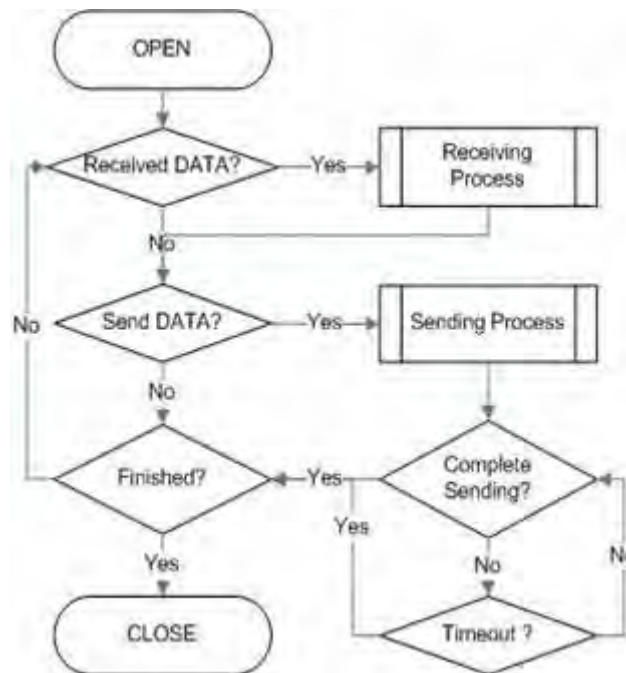 OPEN
Received DATA?
Yes
Receiving
Process
No
Send DATA?
Yes
Sending Process
No
No
Finished?
Yes
Complete
Sending?
Yes
No
No
Yes
CLOSE
Timeout ?